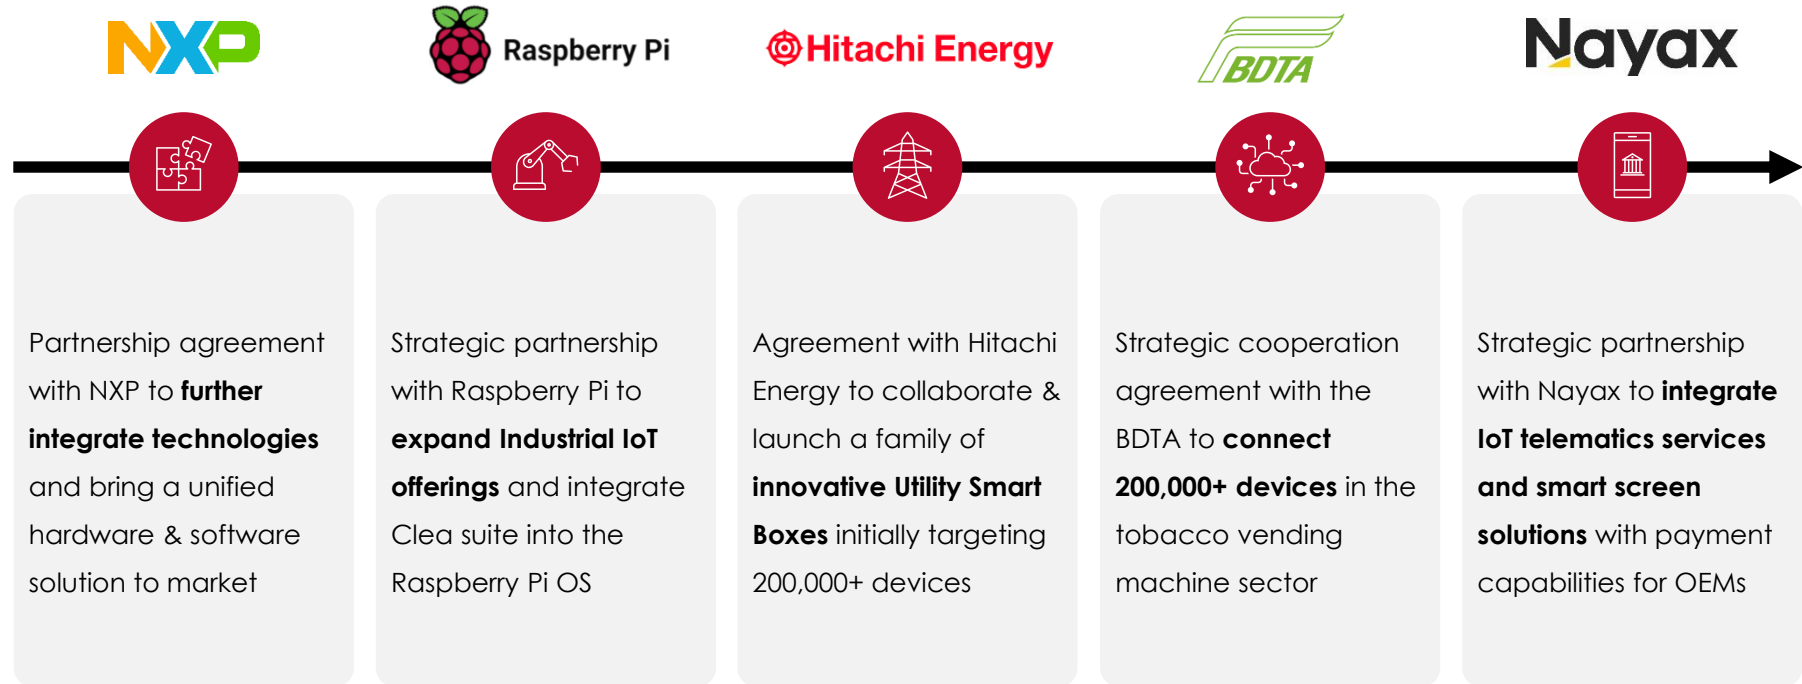 NXP
Raspberry Pi
Hitachi Energy
BDTA
Nayax
Partnership agreement
with NXP to further
integrate technologies
and bring a unified
hardware & software
solution to market
Strategic partnership
with Raspberry Pi to
expand Industrial IoT
offerings and integrate
Clea suite into the
Raspberry Pi OS
Agreement with Hitachi
Energy to collaborate &
launch a family of
innovative Utility Smart
Boxes initially targeting
200,000+ devices
Strategic cooperation
agreement with the
BDTA to connect
200,000+ devices in the
tobacco vending
machine sector
Strategic partnership
with Nayax to integrate
IoT telematics services
and smart screen
solutions with payment
capabilities for OEMs